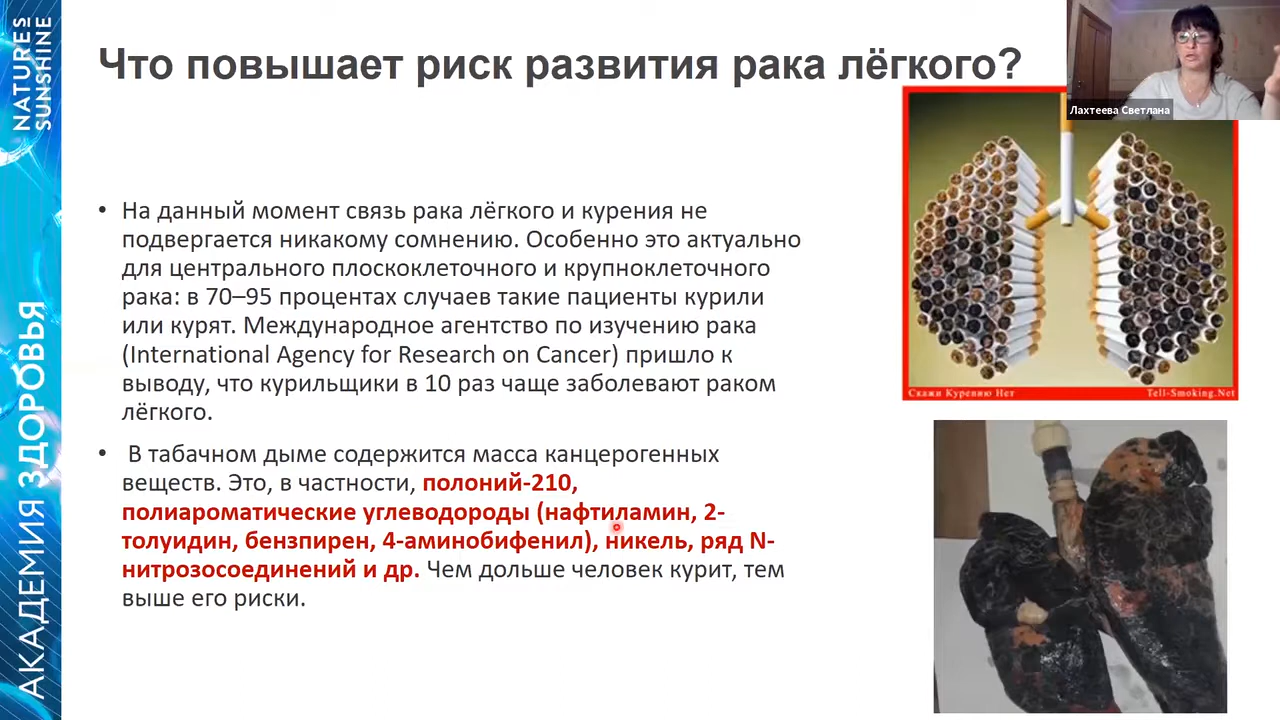 NATURE'S
SUNSHINE
АКАДЕМИЯ ЗДОРОВЬЯ
Что повышает риск развития рака лёгкого?
Лахтеева Светлана
• На данный момент связь рака лёгкого и курения не
подвергается никакому сомнению. Особенно это актуально
для центрального плоскоклеточного и крупноклеточного
рака: в 70–95 процентах случаев такие пациенты курили
или курят. Международное агентство по изучению рака
(International Agency for Research on Cancer) пришло к
выводу, что курильщики в 10 раз чаще заболевают раком
лёгкого.
• В табачном дыме содержится масса канцерогенных
веществ. Это, в частности, полоний-210,
полиароматические углеводороды (нафтиламин, 2-
толуидин, бензпирен, 4-аминобифенил), никель, ряд N-
нитрозосоединений и др. Чем дольше человек курит, тем
выше его риски.
Скажи Курению Нет
Tell-Smoking.Net